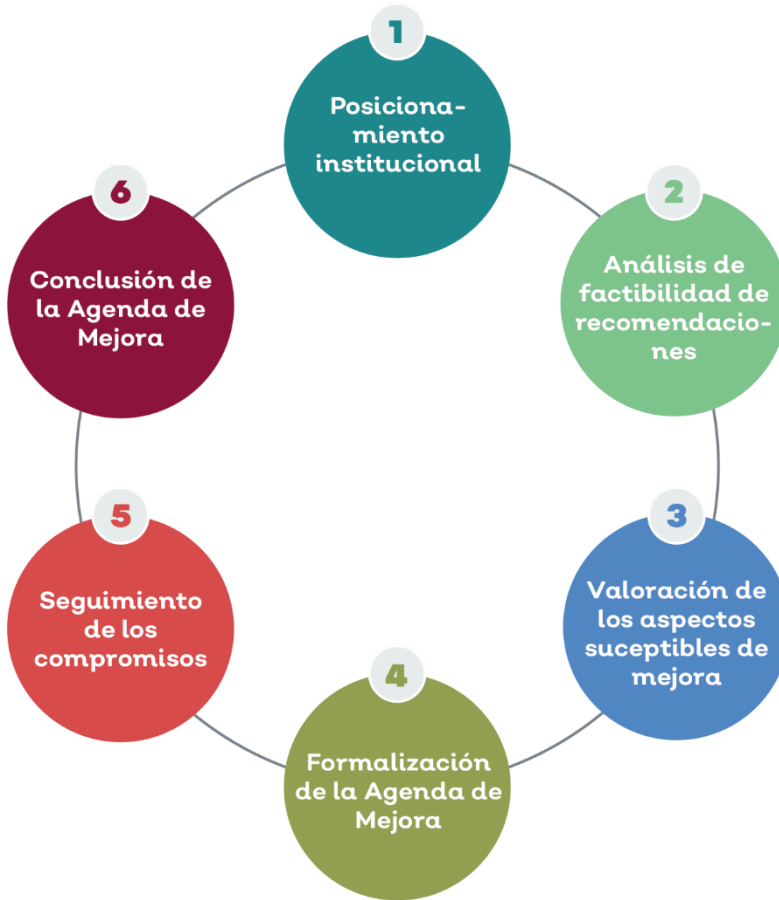 1
Posiciona-
miento
institucional
2
Análisis de
factibilidad de
recomendacio-
nes
3
Valoración de
los aspectos
suceptibles de
mejora
4
Formalización
de la Agenda de
Mejora
5
Seguimiento
de los
compromisos
6
Conclusión de
la Agenda de
Mejora